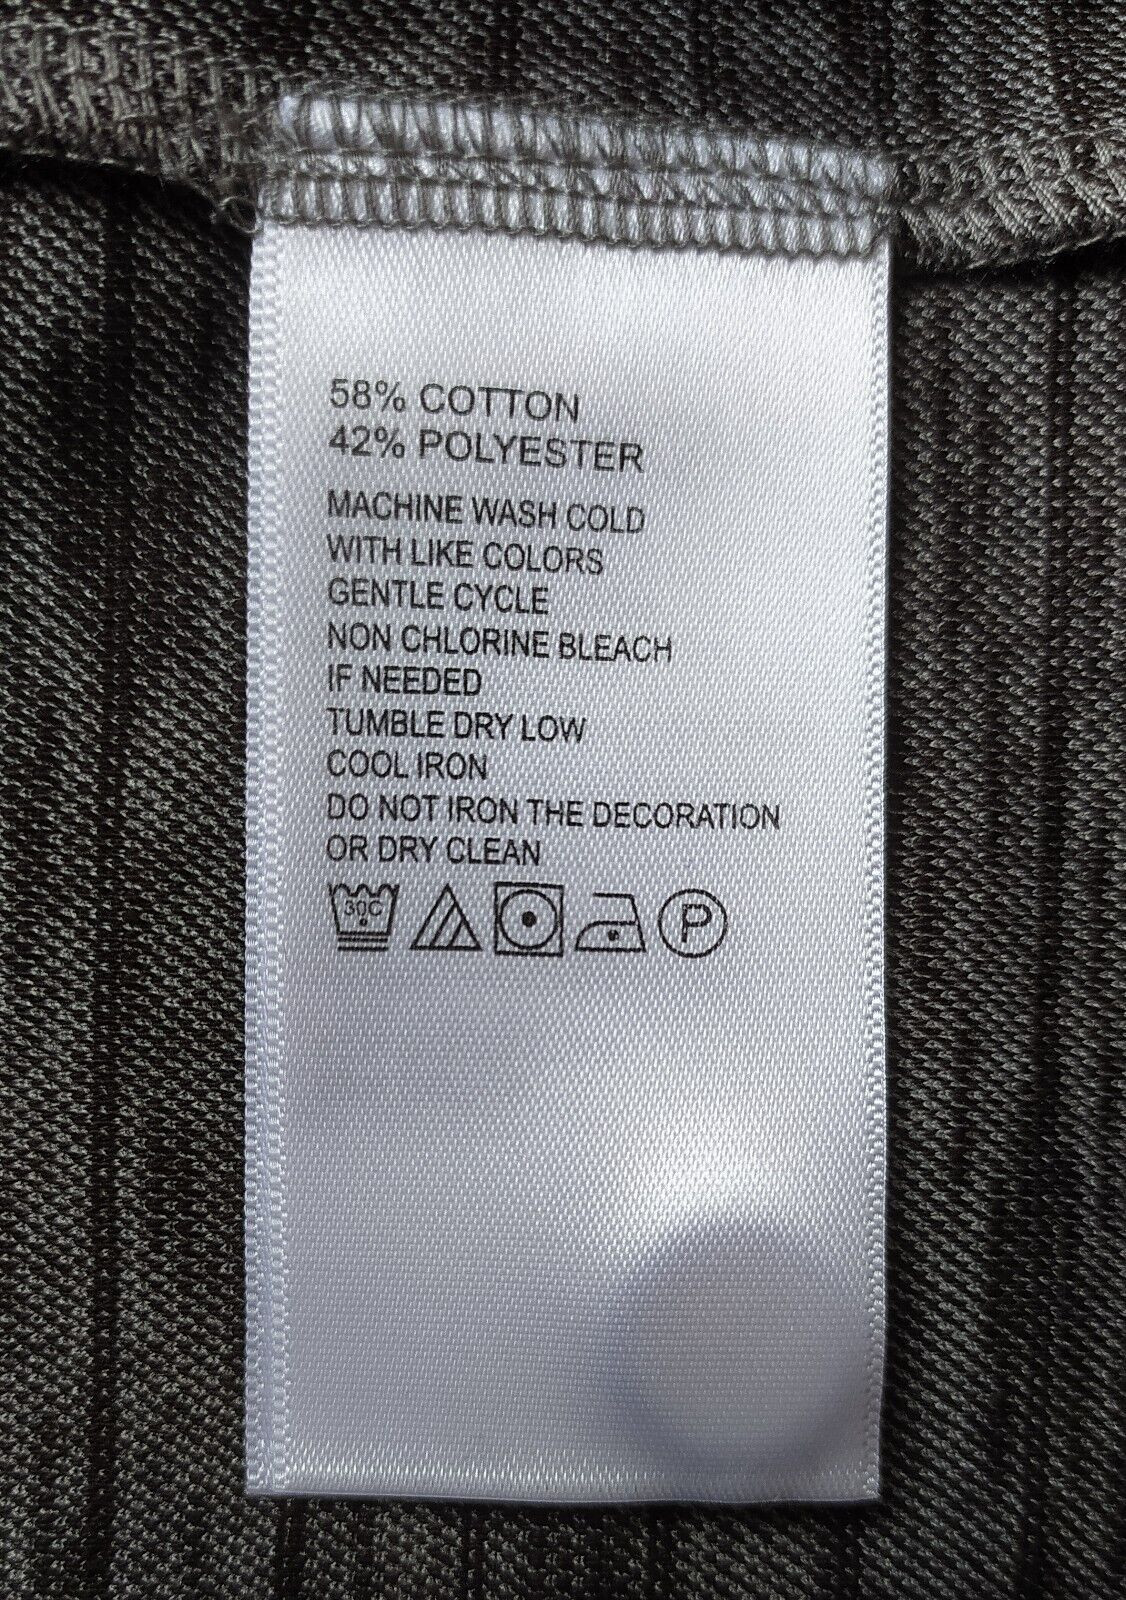 58% COTTON
42% POLYESTER
MACHINE WASH COLD
WITH LIKE COLORS
GENTLE CYCLE
NON CHLORINE BLEACH
IF NEEDED
TUMBLE DRY LOW
COOL IRON
DO NOT IRON THE DECORATION
OR DRY CLEAN
30C P